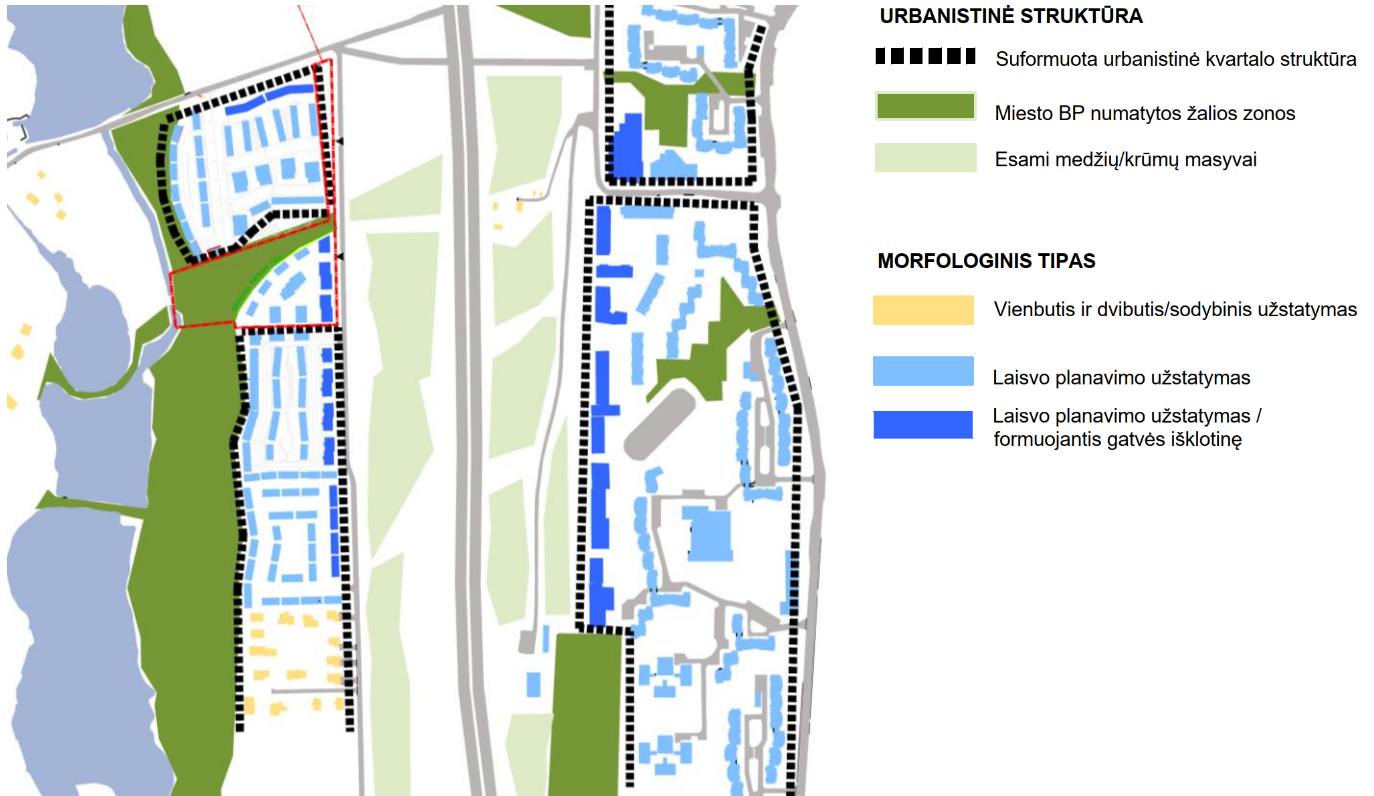 URBANISTINĖ STRUKTŪRA
Suformuota urbanistinė kvartalo struktūra
Miesto BP numatytos žalios zonos
Esami medžių/krūmų masyvai
MORFOLOGINIS TIPAS
Vienbutis ir dvibutis/sodybinis užstatymas
Laisvo planavimo užstatymas
Laisvo planavimo užstatymas /
formuojantis gatvės išklotinę